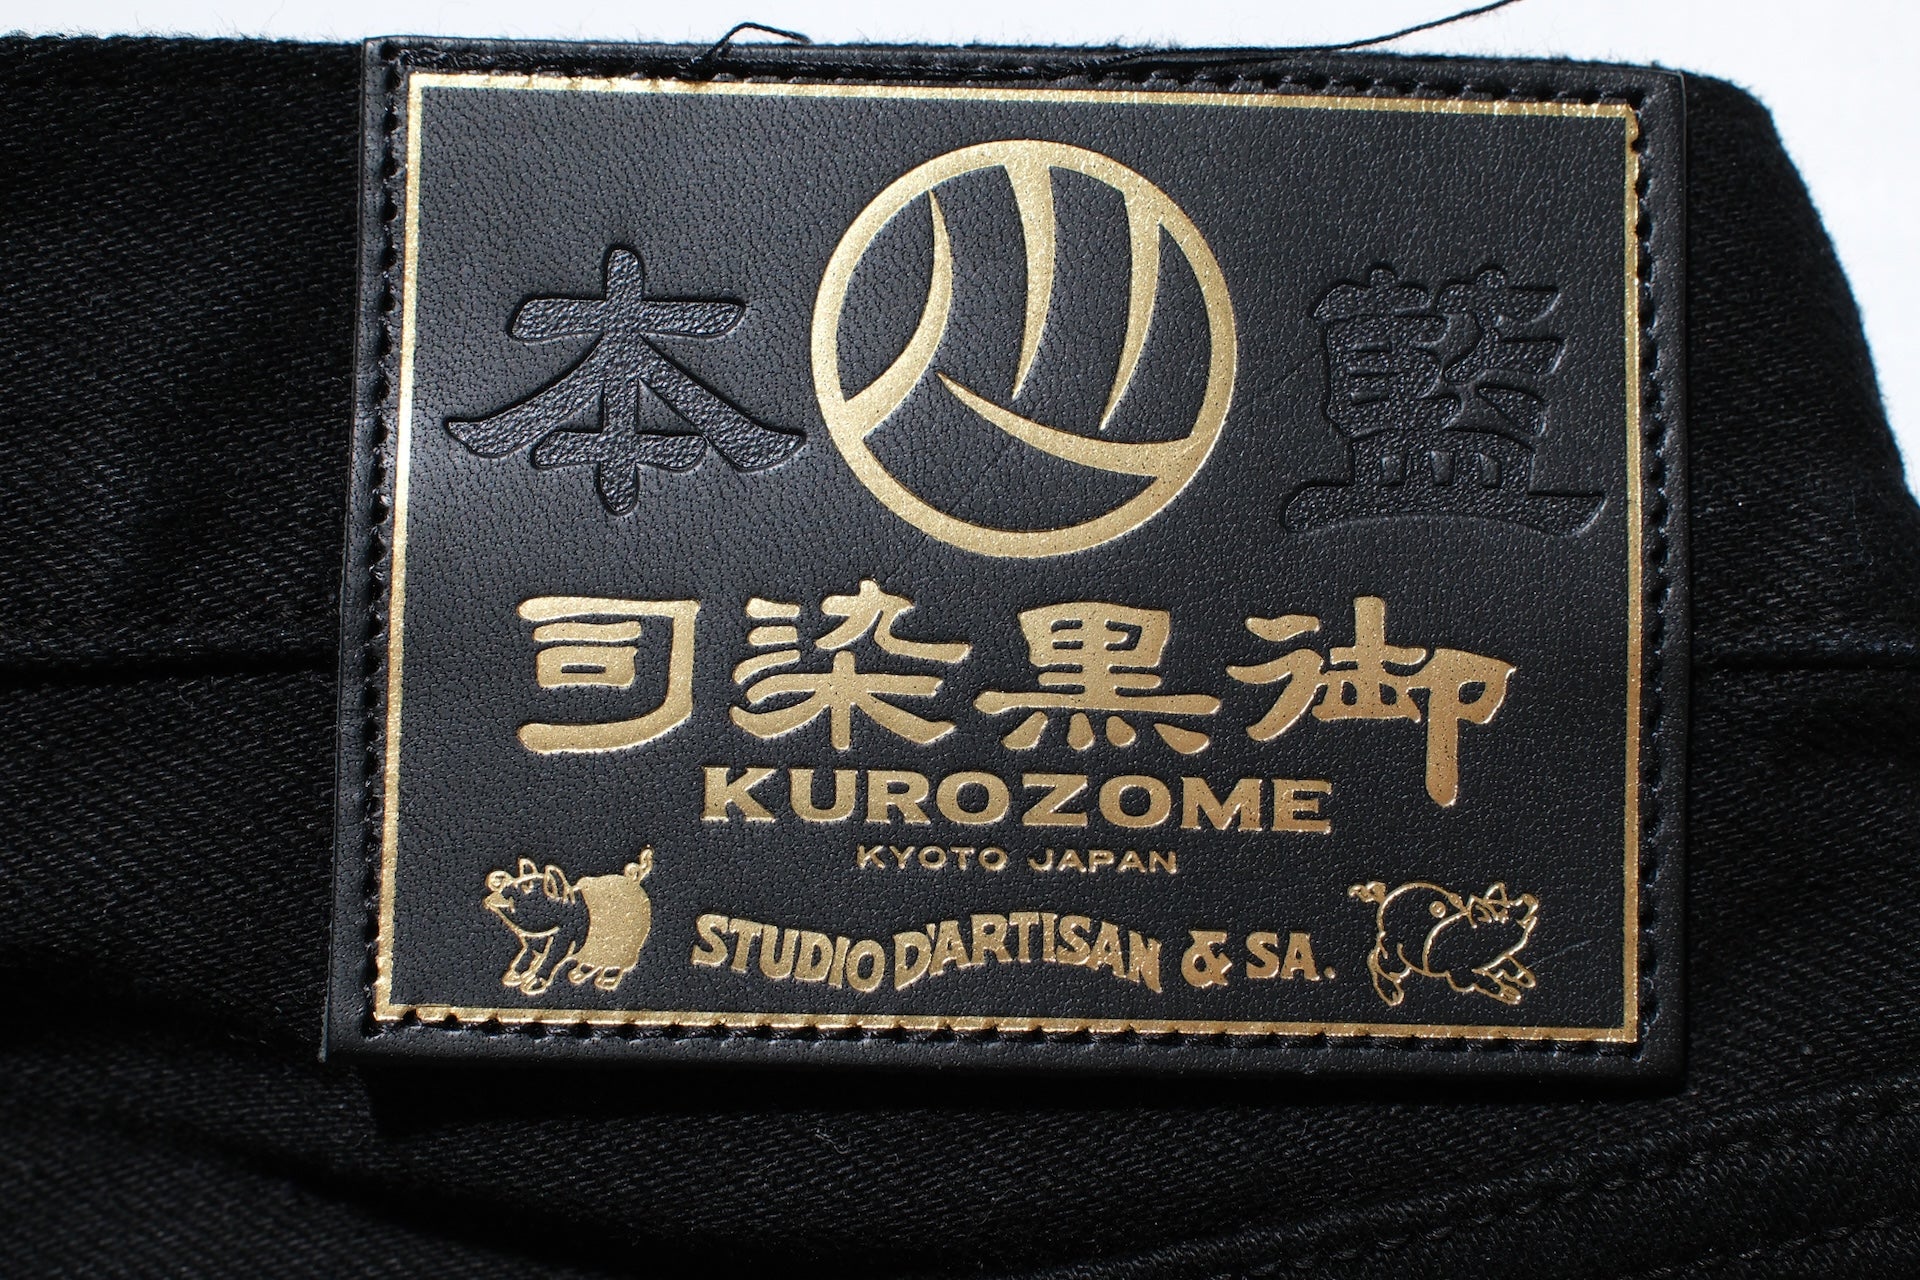 本 藍
司染黒御
KUROZOME
KYOTO JAPAN
STUDIO D'ARTISAN & SA.